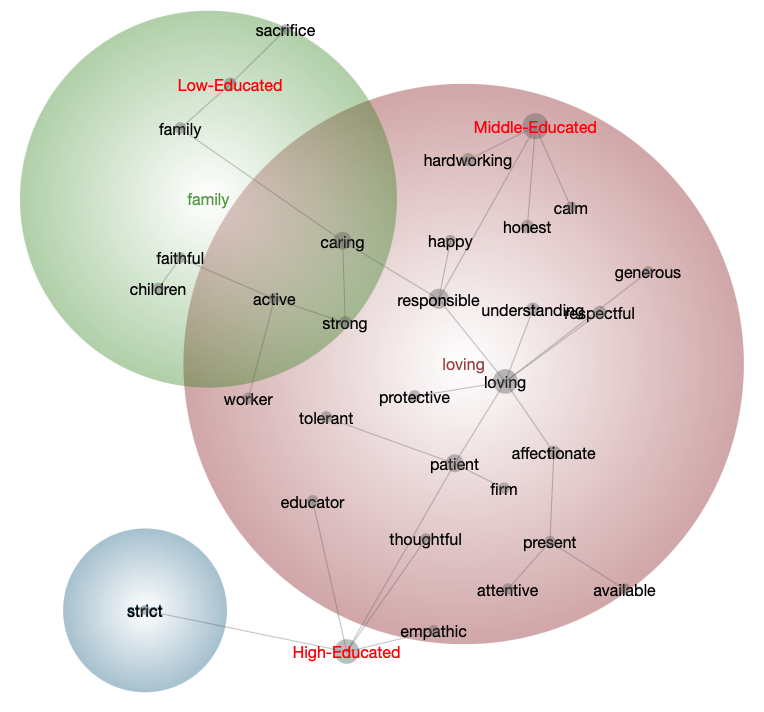 sacrifice
Low-Educated
family
Middle-Educated
hardworking
family
calm
honest
caring
happy
faithful
generous
children
active
responsible
understanding
respectful
strong
loving
loving
protective
worker
tolerant
affectionate
patient
firm
educator
thoughtful
present
attentive
available
strict
empathic
High-Educated